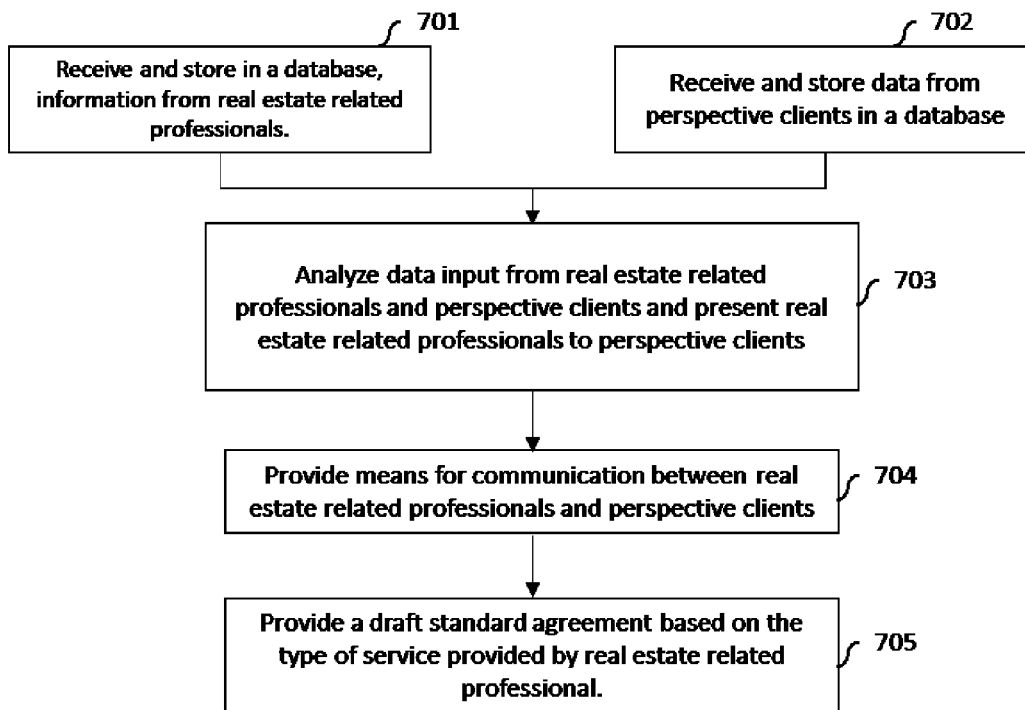 701
Receive and store in a database,
information from real estate related
professionals.
702
Receive and store data from
perspective clients in a database
Analyze data input from real estate related
professionals and perspective clients and present real
estate related professionals to perspective clients
703
Provide means for communication between real
estate related professionals and perspective clients
704
Provide a draft standard agreement based on the
type of service provided by real estate related
professional.
705